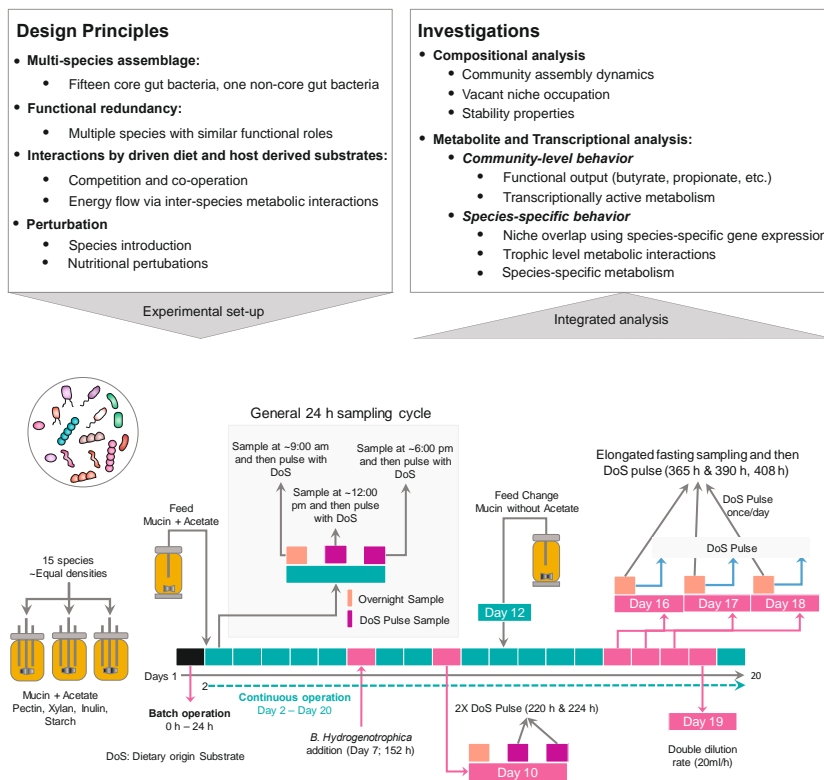 Design Principles
• Multi-species assemblage:
• Fifteen core gut bacteria, one non-core gut bacteria
• Functional redundancy:
• Multiple species with similar functional roles
• Interactions by driven diet and host derived substrates:
• Competition and co-operation
• Energy flow via inter-species metabolic interactions
• Perturbation
• Species introduction
• Nutritional pertubations
Experimental set-up
Investigations
• Compositional analysis
• Community assembly dynamics
• Vacant niche occupation
• Stability properties
• Metabolite and Transcriptional analysis:
• Community-level behavior
• Functional output (butyrate, propionate, etc.)
• Transcriptionally active metabolism
• Species-specific behavior
• Niche overlap using species-specific gene expression
• Trophic level metabolic interactions
• Species-specific metabolism
Integrated analysis
15 species
~Equal densities
Mucin + Acetate
Pectin, Xylan, Inulin,
Starch
Feed
Mucin + Acetate
General 24 h sampling cycle
Sample at ~9:00 am
and then pulse with
DoS
Sample at ~12:00
pm and then pulse
with DoS
Sample at ~6:00 pm
and then pulse with
DoS
Overnight Sample
DoS Pulse Sample
Feed Change
Mucin without Acetate
Day 12
Elongated fasting sampling and then
DoS pulse (365 h & 390 h, 408 h)
DoS Pulse
once/day
DoS Pulse
Day 16
Day 17
Day 18
Days 1
2
20
Continuous operation
Day 2 – Day 20
Batch operation
0 h – 24 h
B. Hydrogenotrophica
addition (Day 7; 152 h)
2X DoS Pulse (220 h & 224 h)
Day 10
Day 19
Double dilution
rate (20ml/h)
DoS: Dietary origin Substrate